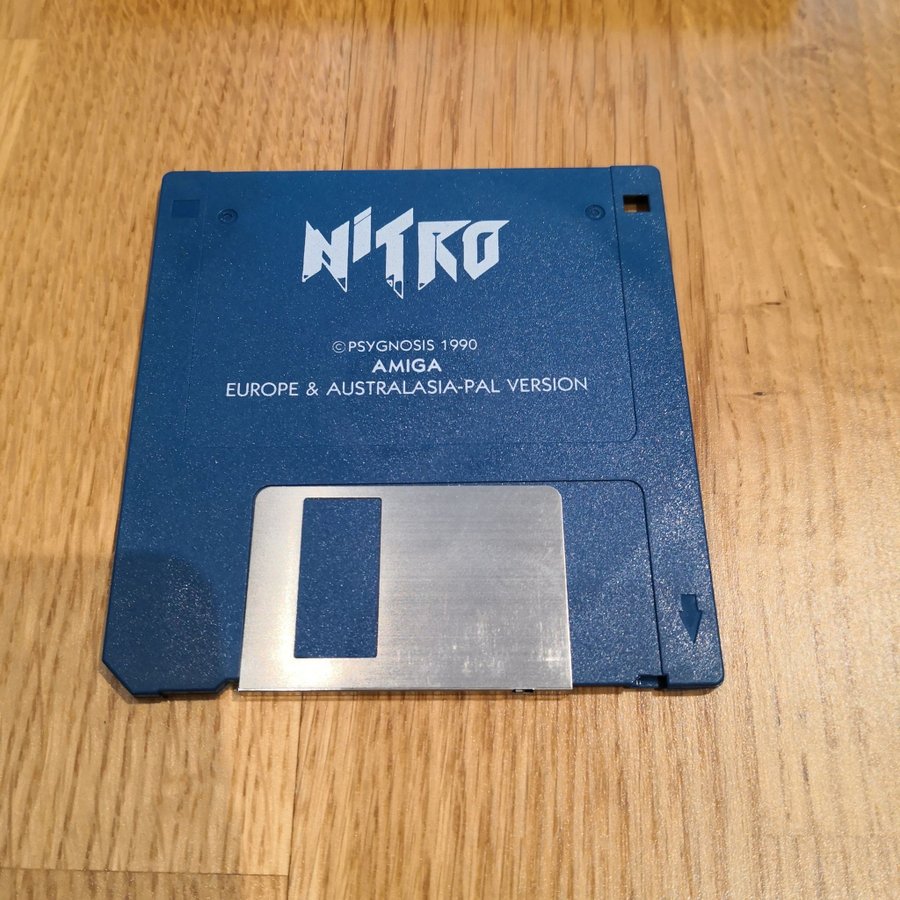 NiTRO
©PSYGNOSIS 1990
AMIGA
EUROPE & AUSTRALASIA-PAL VERSION